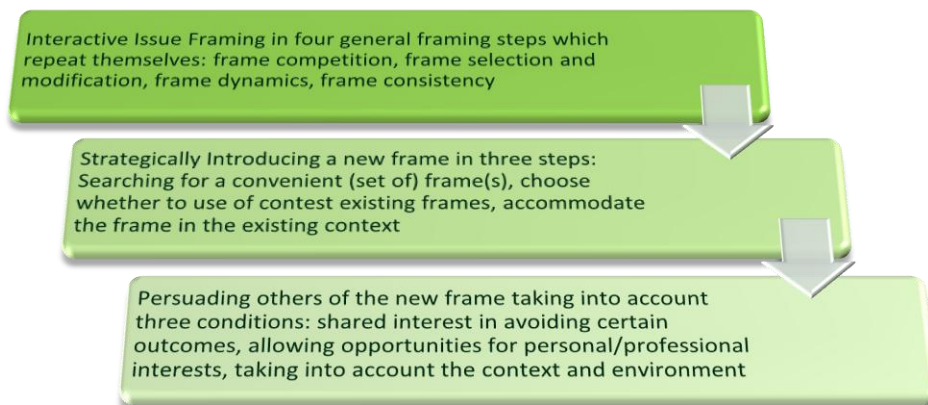 Interactive Issue Framing in four general framing steps which
repeat themselves: frame competition, frame selection and
modification, frame dynamics, frame consistency
Strategically Introducing a new frame in three steps:
Searching for a convenient (set of) frame(s), choose
whether to use of contest existing frames, accommodate
the frame in the existing context
Persuading others of the new frame taking into account
three conditions: shared interest in avoiding certain
outcomes, allowing opportunities for personal/professional
interests, taking into account the context and environment